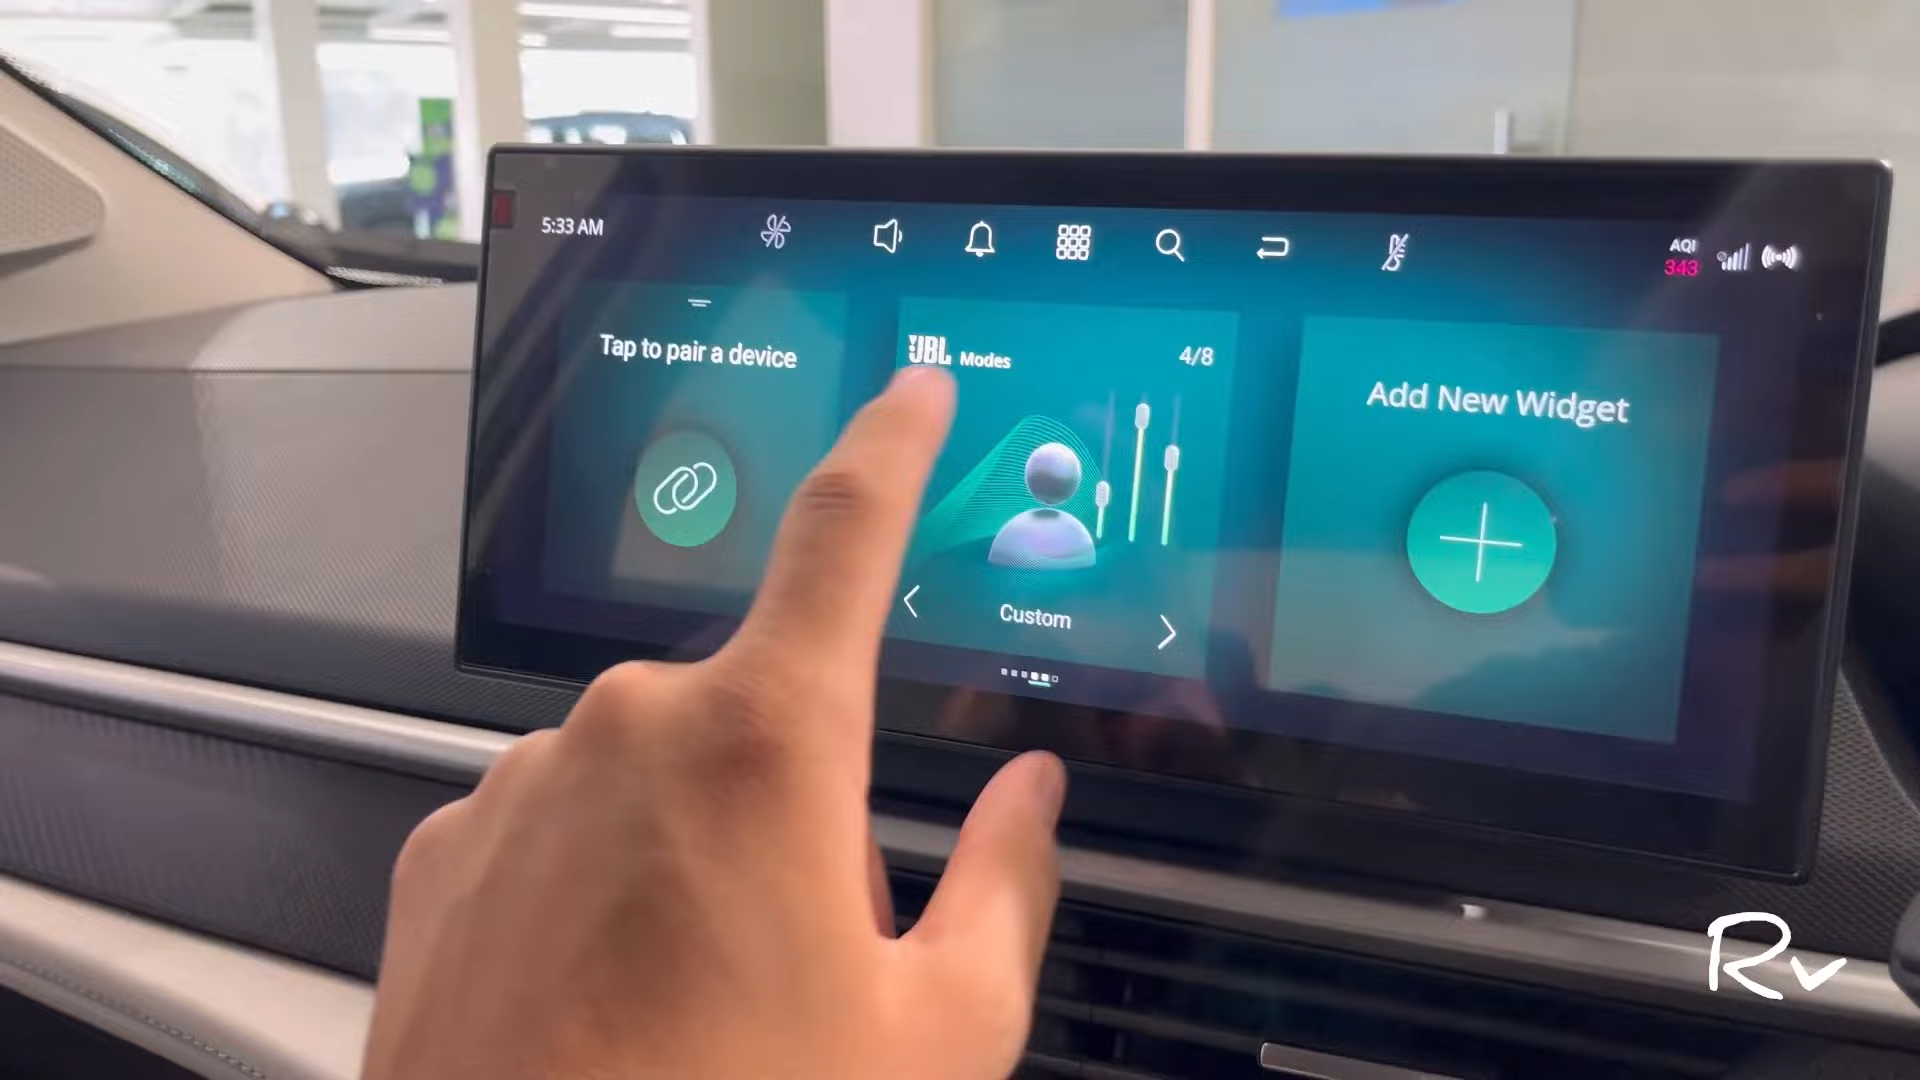 5:33 AM
AQI
343
Tap to pair a device
JBL Modes
4/8
Custom
Add New Widget
Rv